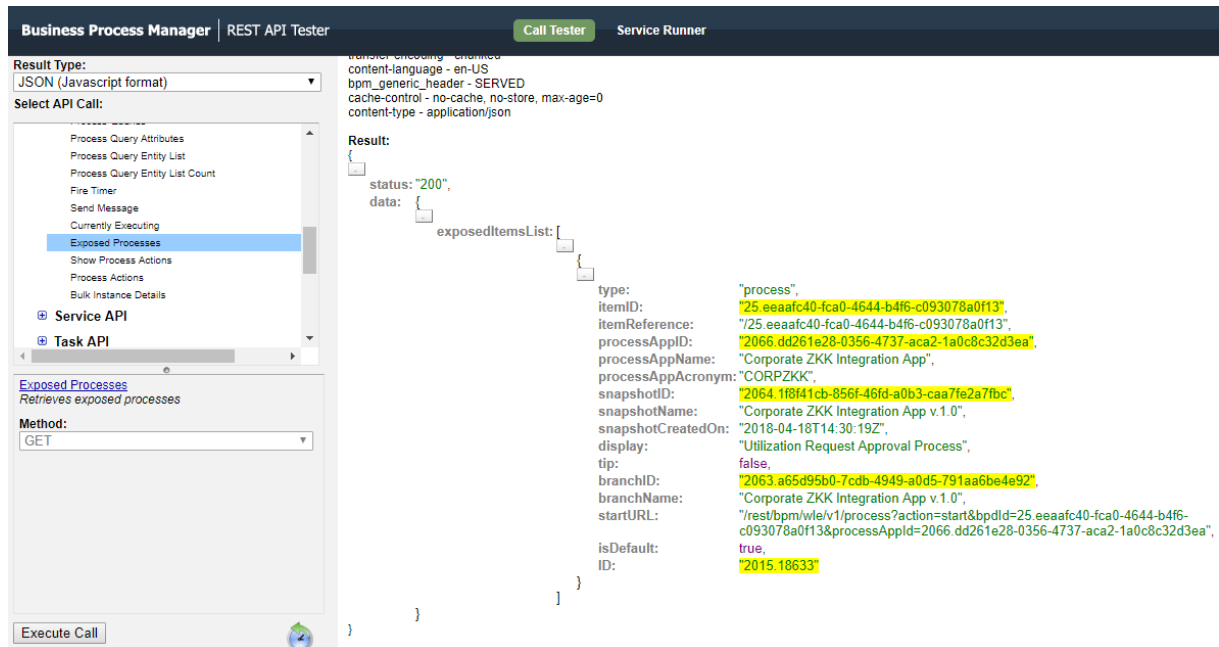 Business Process Manager | REST API Tester
Call Tester
Service Runner
Result Type:
JSON (Javascript format)
Select API Call:
Process Query Attributes
Process Query Entity List
Process Query Entity List Count
Fire Timer
Send Message
Currently Executing
Exposed Processes
Show Process Actions
Process Actions
Bulk Instance Details
Service API
Task API
Exposed Processes
Retrieves exposed processes
Method:
GET
Execute Call
transfer-encoding - chunked
content-language - en-US
bpm_generic_header - SERVED
cache-control - no-cache, no-store, max-age=0
content-type - application/json
Result:
{
status: "200",
data: {
exposedItemsList: [
{
type: "process",
itemID: "25.eeaafc40-fca0-4644-b4f6-c093078a0f13",
itemReference: "/25.eeaafc40-fca0-4644-b4f6-c093078a0f13",
processAppID: "2066.dd261e28-0356-4737-aca2-1a0c8c32d3ea",
processAppName: "Corporate ZKK Integration App",
processAppAcronym: "CORPZKK",
snapshotID: "2064.1f8f41cb-856f-46fd-a0b3-caa7fe2a7fbc",
snapshotName: "Corporate ZKK Integration App v.1.0",
snapshotCreatedOn: "2018-04-18T14:30:19Z",
display: "Utilization Request Approval Process",
tip: false,
branchID: "2063.a65d95b0-7cdb-4949-a0d5-791aa6be4e92",
branchName: "Corporate ZKK Integration App v.1.0",
startURL: "/rest/bpm/wle/v1/process?action=start&bpdId=25.eeaafc40-fca0-4644-b4f6-
c093078a0f13&processAppId=2066.dd261e28-0356-4737-aca2-1a0c8c32d3ea",
isDefault: true,
ID: "2015.18633"
}
]
}
}